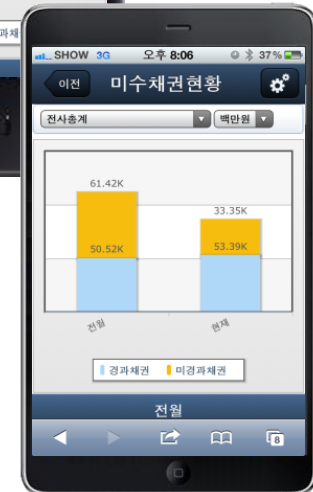 SHOW 3G 오후 8:06 37%
이전 미수채권현황
전사총계 백만원
61.42K
33.35K
50.52K
53.39K
전월
현재
경과채권 미경과채권
전월
8